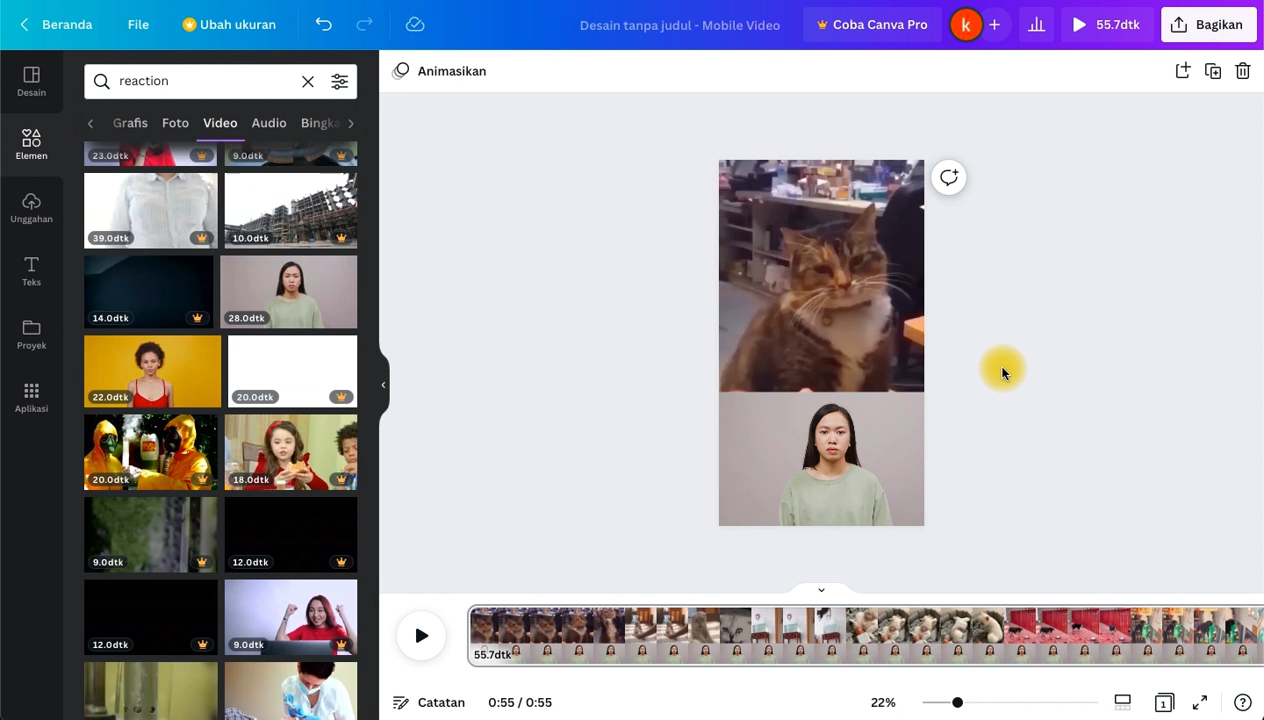 Beranda File Ubah ukuran Desain tanpa judul - Mobile Video Coba Canva Pro k 55.7dtk Bagikan
Desain
Elemen
Unggahan
Teks
Proyek
Aplikasi
reaction
Grafis Foto Video Audio Bingka
23.0dtk 9.0dtk
39.0dtk 10.0dtk
14.0dtk 28.0dtk
22.0dtk 20.0dtk
20.0dtk 18.0dtk
9.0dtk 12.0dtk
12.0dtk 9.0dtk
Animasikan
55.7dtk
Catatan 0:55 / 0:55 22% 1